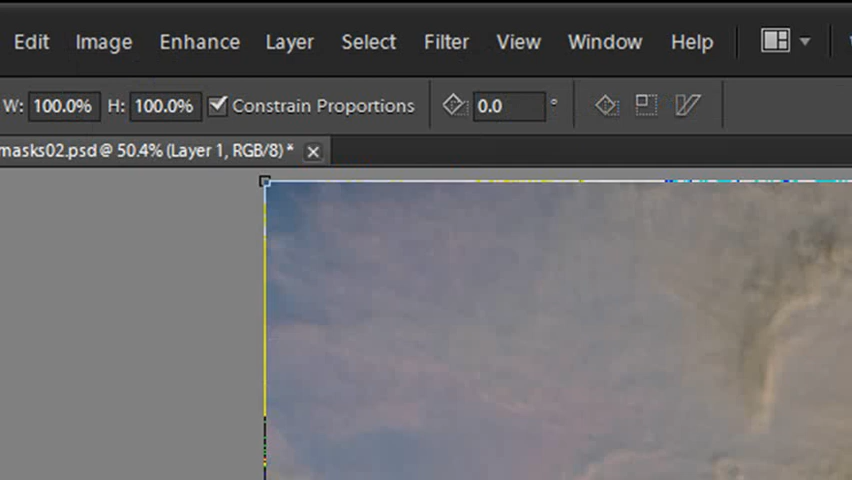 Edit Image Enhance Layer Select Filter View Window Help
W: 100.0% H: 100.0% Constrain Proportions 0.0 °
masks02.psd @ 50.4% (Layer 1, RGB/8) *